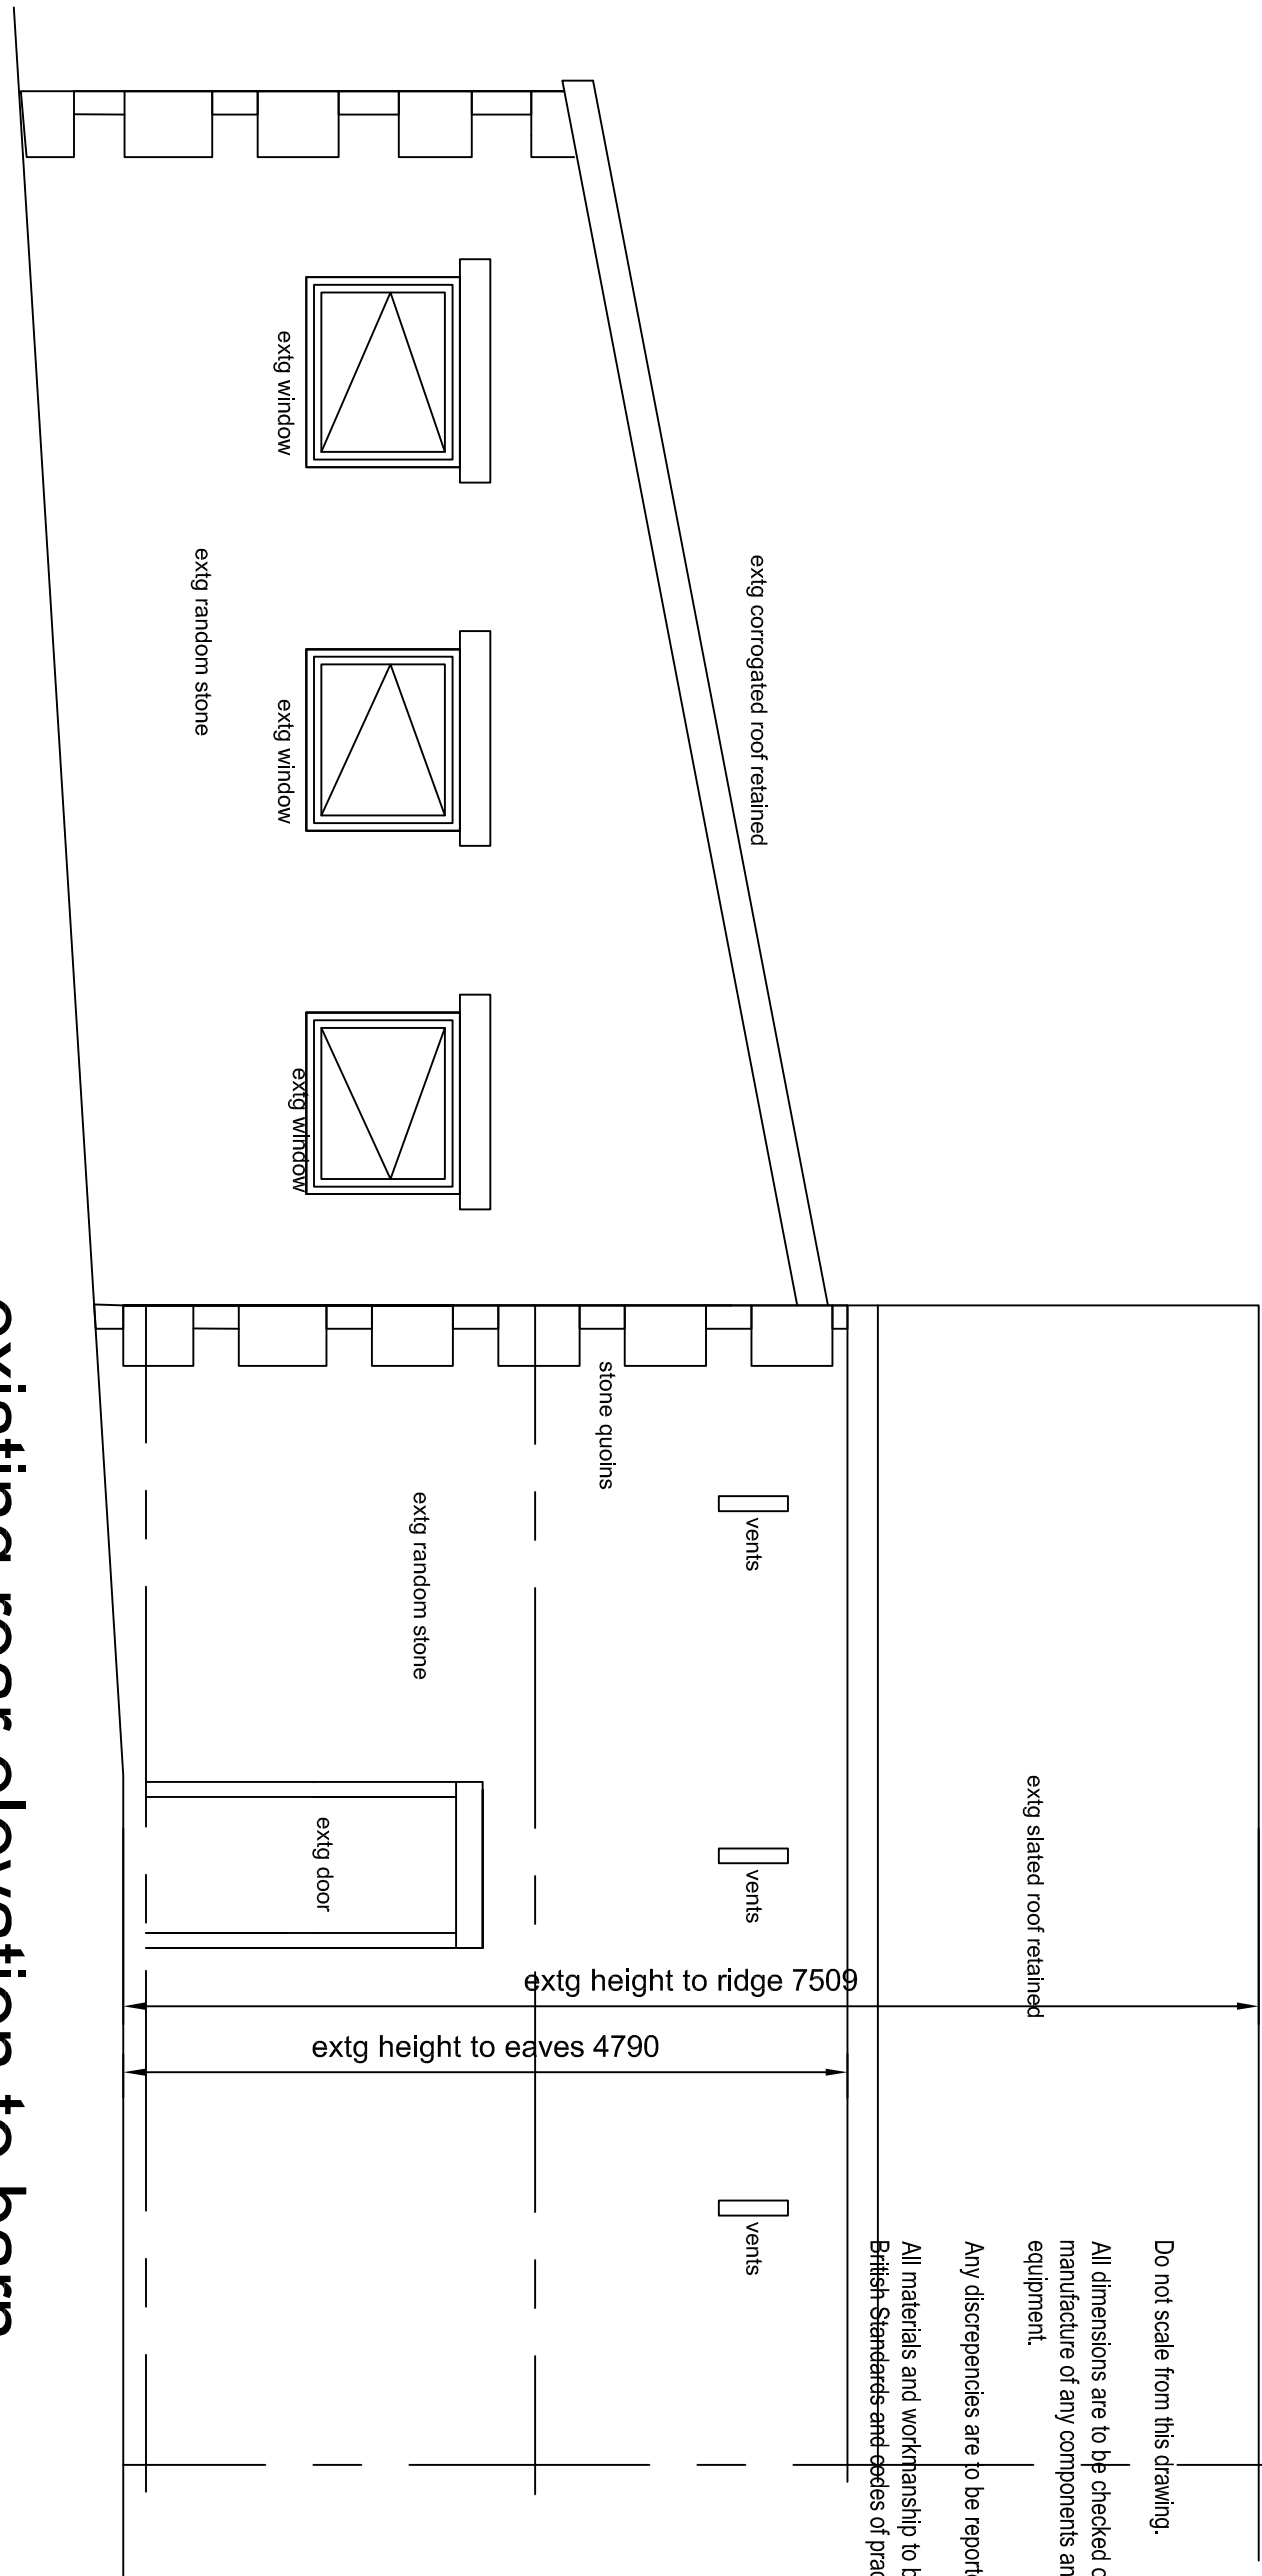 Do not scale from this drawing.
All dimensions are to be checked
manufacture of any components
equipment.
Any discrepencies are to be
All materials and workmanship to
British Standards and codes of
extg corrogated roof retained
extg slated roof retained
vents
vents
vents
stone quoins
extg window
extg window
extg window
extg random stone
extg random stone
extg door
extg height to ridge 7509
extg height to eaves 4790
existing rear elevation to barn